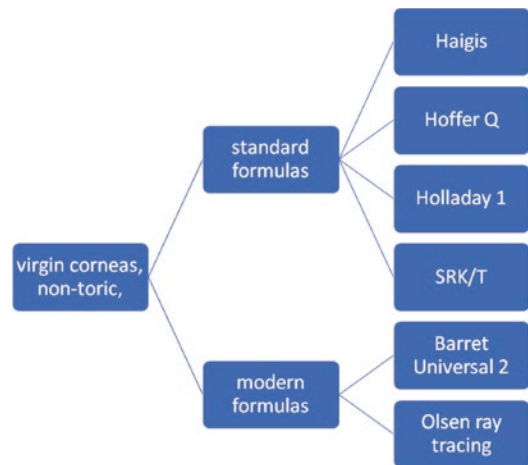 Haigis
Hoffer Q
standard
formulas
Holladay 1
SRK/T
virgin corneas,
non-toric,
Barret
Universal 2
modern
formulas
Olsen ray
tracing